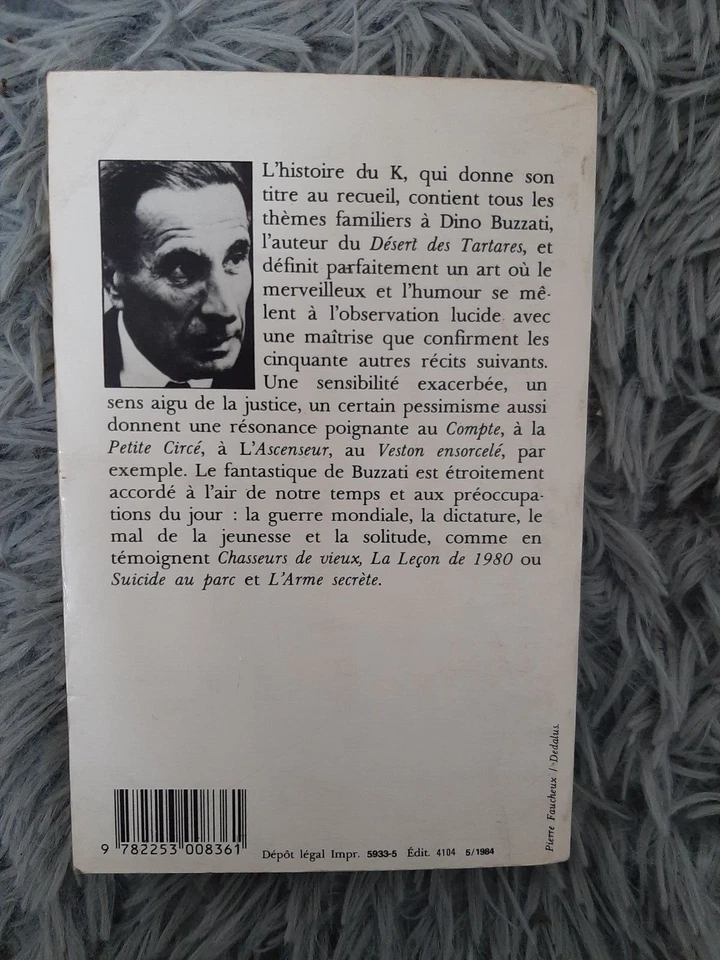 L'histoire du K, qui donne son
titre au recueil, contient tous les
thèmes familiers à Dino Buzzati,
l'auteur du Désert des Tartares, et
définit parfaitement un art où le
merveilleux et l'humour se mê-
lent à l'observation lucide avec
une maîtrise que confirment les
cinquante autres récits suivants.
Une sensibilité exacerbée, un
sens aigu de la justice, un certain pessimisme aussi
donnent une résonance poignante au Compte, à la
Petite Circé, à L'Ascenseur, au Veston ensorcelé, par
exemple. Le fantastique de Buzzati est étroitement
accordé à l'air de notre temps et aux préoccupa-
tions du jour : la guerre mondiale, la dictature, le
mal de la jeunesse et la solitude, comme en
témoignent Chasseurs de vieux, La Leçon de 1980 ou
Suicide au parc et L'Arme secrète.
Pierre Faucheux / Dedalus.
9 782253 008361
Dépôt légal Impr. 5933-5 Édit. 4104 5/1984